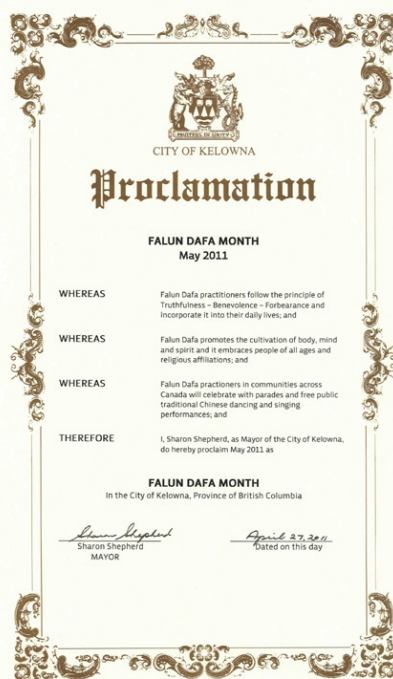 FRUITFUL IN UNITY
CITY OF KELOWNA
Proclamation
FALUN DAFA MONTH
May 2011
WHEREAS
Falun Dafa practitioners follow the principle of
Truthfulness – Benevolence – Forbearance and
incorporate it into their daily lives; and
WHEREAS
Falun Dafa promotes the cultivation of body, mind
and spirit and it embraces people of all ages and
religious affiliations; and
WHEREAS
Falun Dafa practioners in communities across
Canada will celebrate with parades and free public
traditional Chinese dancing and singing
performances; and
THEREFORE
I, Sharon Shepherd, as Mayor of the City of Kelowna,
do hereby proclaim May 2011 as
FALUN DAFA MONTH
In the City of Kelowna, Province of British Columbia
Sharon Shepherd
April 27, 2011
Sharon Shepherd
Dated on this day
MAYOR